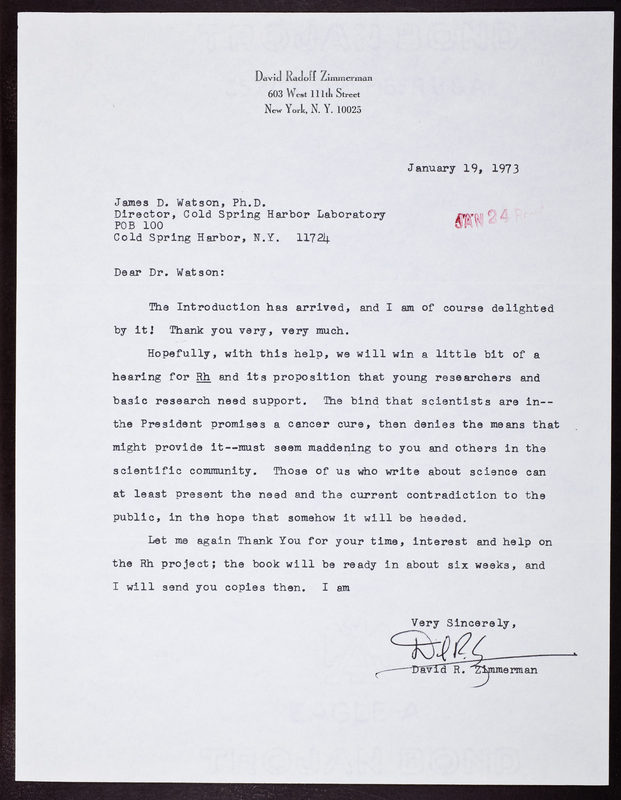 David Radoff Zimmerman
603 West 111th Street
New York, N. Y. 10025
January 19, 1973
James D. Watson, Ph.D.
Director, Cold Spring Harbor Laboratory
POB 100
Cold Spring Harbor, N.Y. 11724
JAN 24
Dear Dr. Watson:
The Introduction has arrived, and I am of course delighted
by it! Thank you very, very much.
Hopefully, with this help, we will win a little bit of a
hearing for Rh and its proposition that young researchers and
basic research need support. The bind that scientists are in--
the President promises a cancer cure, then denies the means that
might provide it--must seem maddening to you and others in the
scientific community. Those of us who write about science can
at least present the need and the current contradiction to the
public, in the hope that somehow it will be heeded.
Let me again Thank You for your time, interest and help on
the Rh project; the book will be ready in about six weeks, and
I will send you copies then. I am
Very Sincerely,
David R. Zimmerman